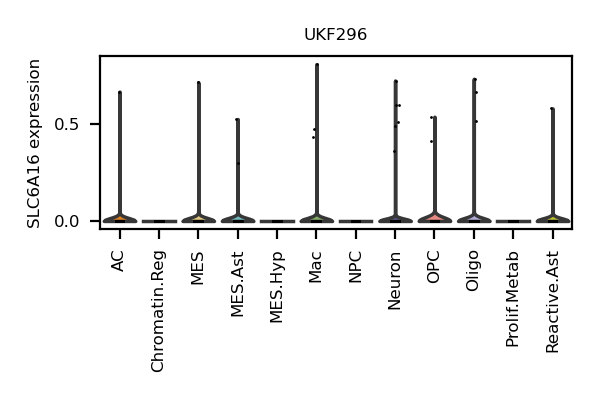 UKF296
SLC6A16 expression
0.5
0.0
AC
Chromatin.Reg
MES
MES.Ast
MES.Hyp
Mac
NPC
Neuron
OPC
Oligo
Prolif.Metab
Reactive.Ast